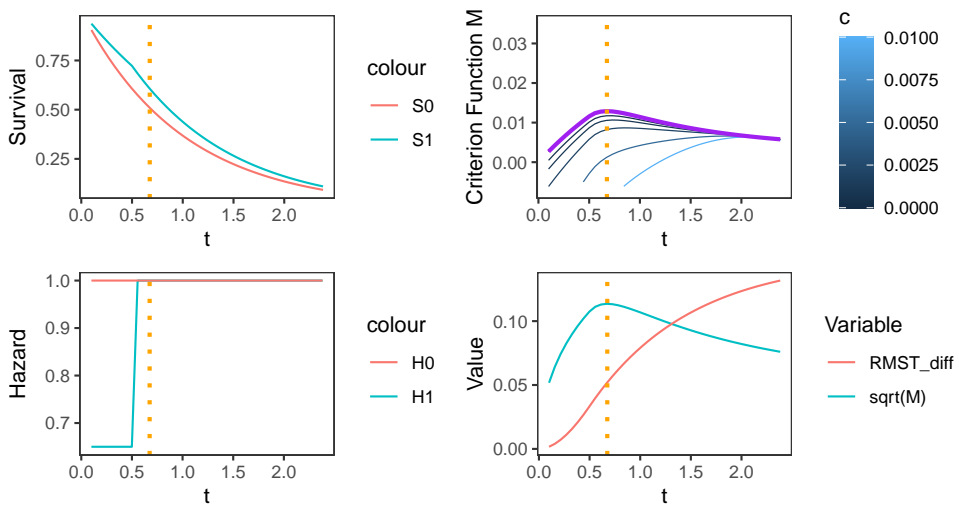 Survival
0.75
0.50
0.25
0.0
0.5
1.0
1.5
2.0
t
colour
S0
S1
Criterion Function M
0.03
0.02
0.01
0.00
0.0
0.5
1.0
1.5
2.0
t
c
0.0100
0.0075
0.0050
0.0025
0.0000
Hazard
1.0
0.9
0.8
0.7
0.0
0.5
1.0
1.5
2.0
t
colour
H0
H1
Value
0.10
0.05
0.00
0.0
0.5
1.0
1.5
2.0
t
Variable
RMST_diff
sqrt(M)